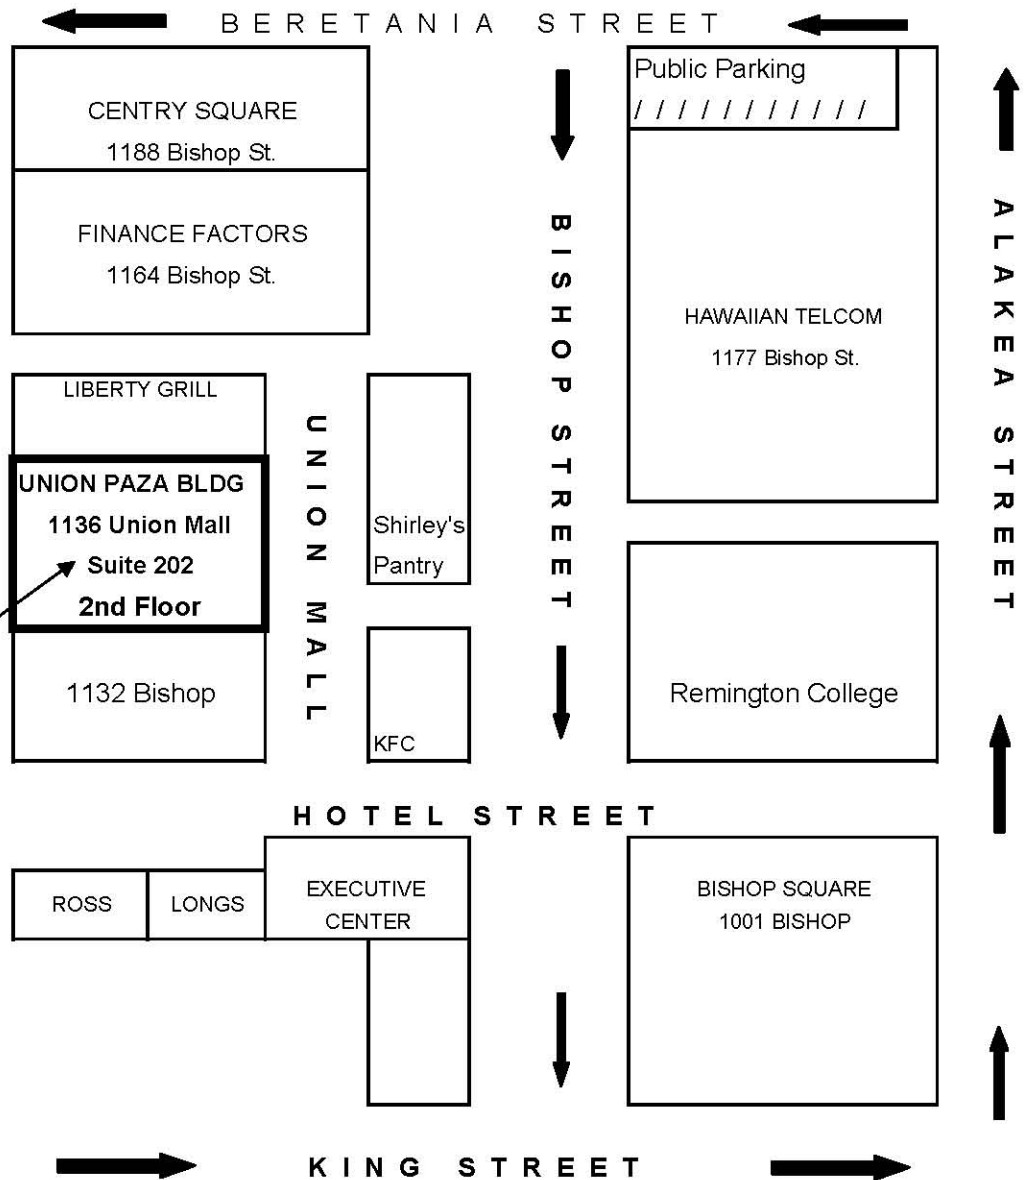 BERETANIA STREET
Public Parking
/ / / / / / / / / / /
CENTRY SQUARE
1188 Bishop St.
FINANCE FACTORS
1164 Bishop St.
BISHOP STREET
ALAKEA STREET
HAWAIIAN TELCOM
1177 Bishop St.
LIBERTY GRILL
UNION PAZA BLDG
1136 Union Mall
Suite 202
2nd Floor
UNION MALL
Shirley's
Pantry
1132 Bishop
KFC
Remington College
HOTEL STREET
ROSS
LONGS
EXECUTIVE
CENTER
BISHOP SQUARE
1001 BISHOP
KING STREET